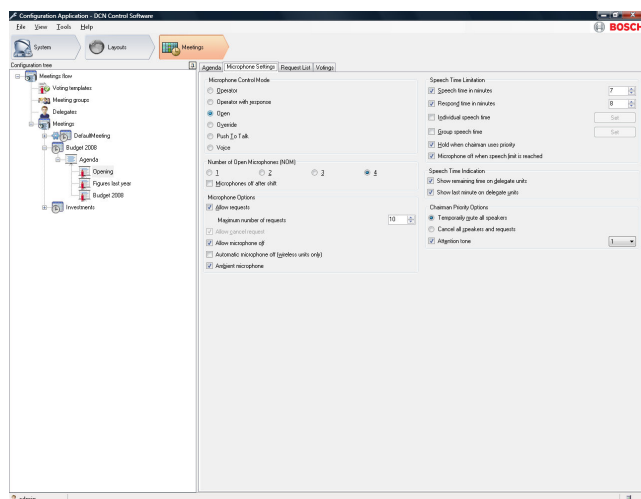 Configuration Application - DCN Control Software
File View Tools Help
BOSCH
System
Layouts
Meetings
Configuration tree
Meetings flow
Voting templates
Meeting groups
Delegates
Meetings
DefaultMeeting
Budget 2008
Agenda
Opening
Figures last year
Budget 2008
Investments
Agenda Microphone Settings Request List Votings
Microphone Control Mode
Operator
Operator with response
Open
Override
Push To Talk
Voice
Number of Open Microphones (NOM)
1 2 3 4
Microphones off after shift
Microphone Options
Allow requests
Maximum number of requests 10
Allow cancel request
Allow microphone off
Automatic microphone off (wireless units only)
Ambient microphone
Speech Time Limitation
Speech time in minutes 7
Respond time in minutes 8
Individual speech time Set
Group speech time Set
Hold when chairman uses priority
Microphone off when speech limit is reached
Speech Time Indication
Show remaining time on delegate units
Show last minute on delegate units
Chairman Priority Options
Temporarily mute all speakers
Cancel all speakers and requests
Attention tone 1
admin